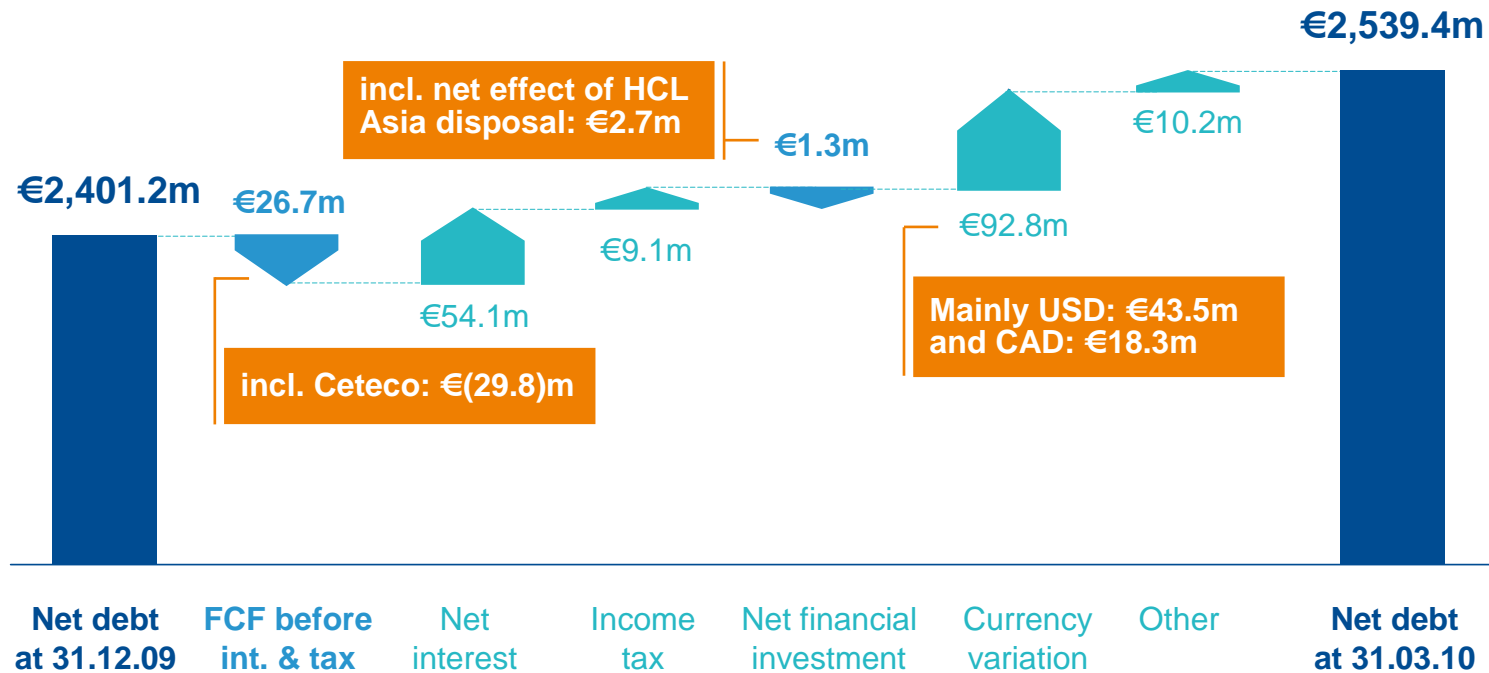 €2,539.4m
incl. net effect of HCL
Asia disposal: €2.7m
€10.2m
€1.3m
€2,401.2m
€26.7m
€92.8m
€9.1m
€54.1m
Mainly USD: €43.5m
and CAD: €18.3m
incl. Ceteco: €(29.8)m
Net debt
at 31.12.09
FCF before
int. & tax
Net
interest
Income
tax
Net financial
investment
Currency
variation
Other
Net debt
at 31.03.10